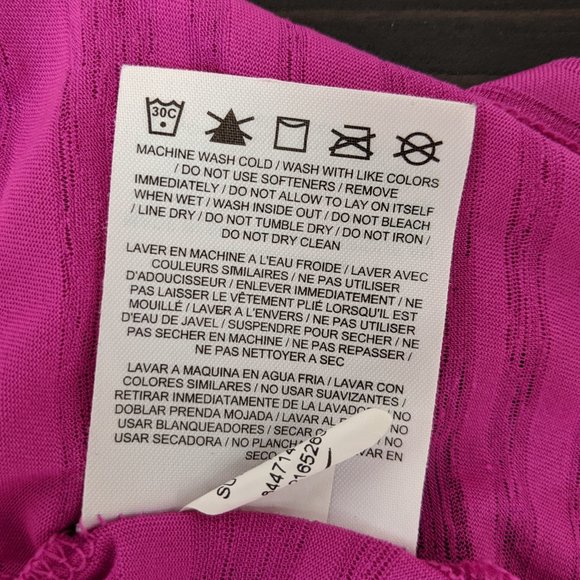 30C
MACHINE WASH COLD / WASH WITH LIKE COLORS
/ DO NOT USE SOFTENERS / REMOVE
IMMEDIATELY / DO NOT ALLOW TO LAY ON ITSELF
WHEN WET / WASH INSIDE OUT / DO NOT BLEACH
/ LINE DRY / DO NOT TUMBLE DRY / DO NOT IRON /
DO NOT DRY CLEAN
LAVER EN MACHINE A L'EAU FROIDE / LAVER AVEC
COULEURS SIMILAIRES / NE PAS UTILISER
D'ADOUCISSEUR / ENLEVER IMMEDIATEMENT / NE
PAS LAISSER LE VÊTEMENT PLIÉ LORSQU'IL EST
MOUILLÉ / LAVER A L'ENVERS / NE PAS UTILISER
D'EAU DE JAVEL / SUSPENDRE POUR SECHER / NE
PAS SECHER EN MACHINE / NE PAS REPASSER /
NE PAS NETTOYER A SEC
LAVAR A MAQUINA EN AGUA FRIA / LAVAR CON
COLORES SIMILARES / NO USAR SUAVIZANTES /
RETIRAR IMMEDIATAMENTE DE LA / NO
DOBLAR PRENDA MOJADA / LAVAR AL / NO
USAR BLANQUEADORES / SECAR / NO
USAR SECADORA / NO / LAVAR EN